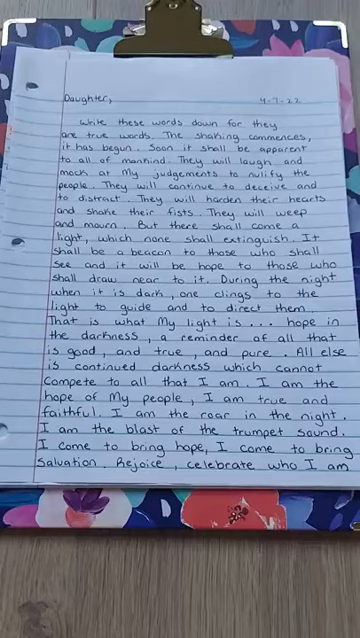 Daughter, 4-7-22
Write these words down for they
are true words. The shaking commences,
it has begun. Soon it shall be apparent
to all of mankind. They will laugh and
mock at My judgements to nulify the
people. They will continue to deceive and
to distract. They will harden their hearts
and shake their fists. They will weep
and mourn. But there shall come a
light, which none shall extinguish. It
shall be a beacon to those who shall
see and it will be hope to those who
shall draw near to it. During the night
when it is dark, one clings to the
light to guide and to direct them.
That is what My light is... hope in
the darkness, a reminder of all that
is good, and true, and pure. All else
is continued darkness which cannot
compete to all that I am. I am the
hope of My people, I am true and
faithful. I am the roar in the night.
I am the blast of the trumpet sound.
I come to bring hope, I come to bring
salvation. Rejoice, celebrate who I am